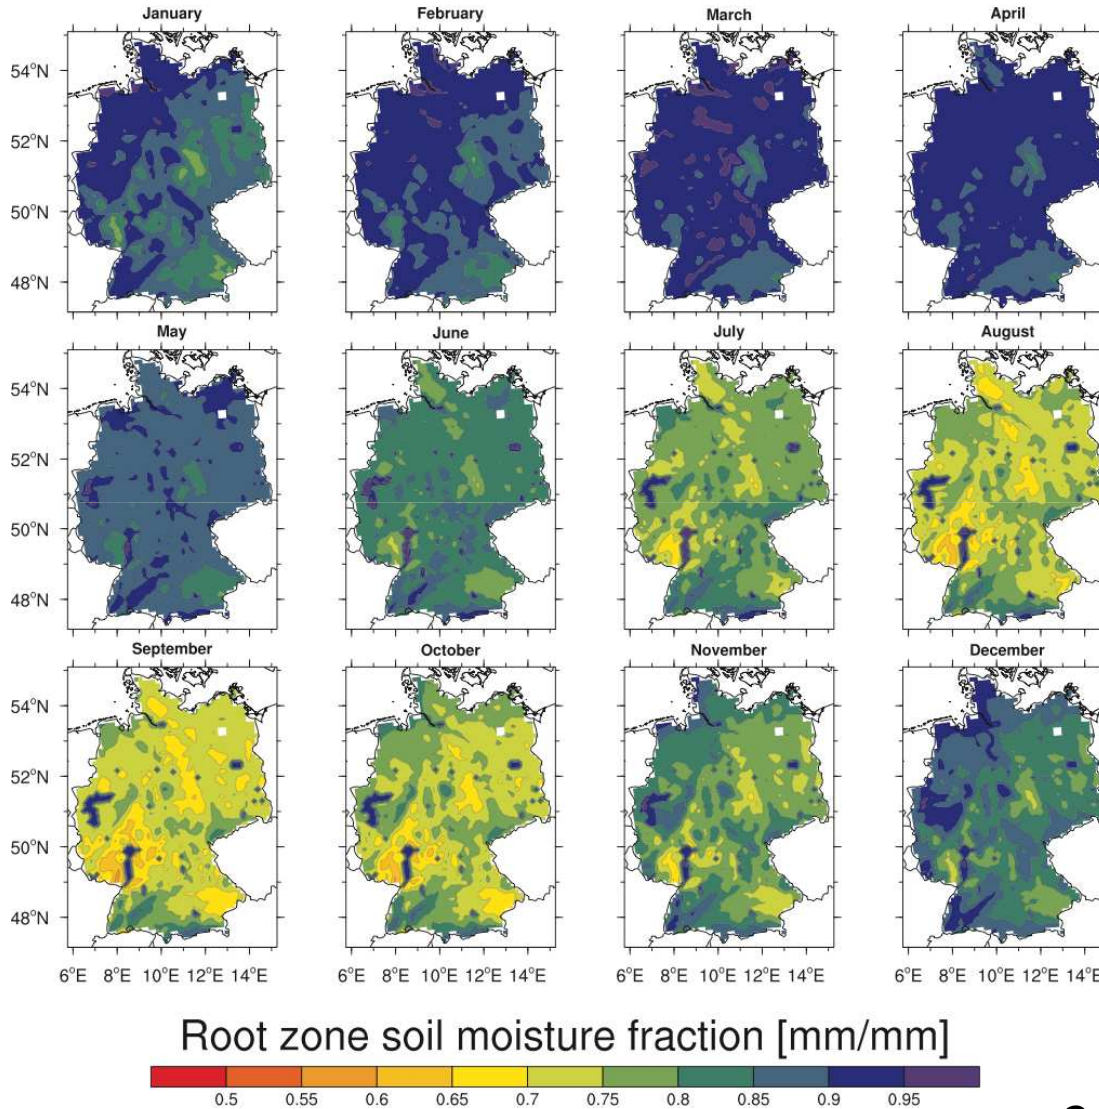 January February March April
54°N
52°N
50°N
48°N
May June July August
54°N
52°N
50°N
48°N
September October November December
54°N
52°N
50°N
48°N
6°E 8°E 10°E 12°E 14°E 6°E 8°E 10°E 12°E 14°E 6°E 8°E 10°E 12°E 14°E 6°E 8°E 10°E 12°E 14°E
Root zone soil moisture fraction [mm/mm]
0.5 0.55 0.6 0.65 0.7 0.75 0.8 0.85 0.9 0.95